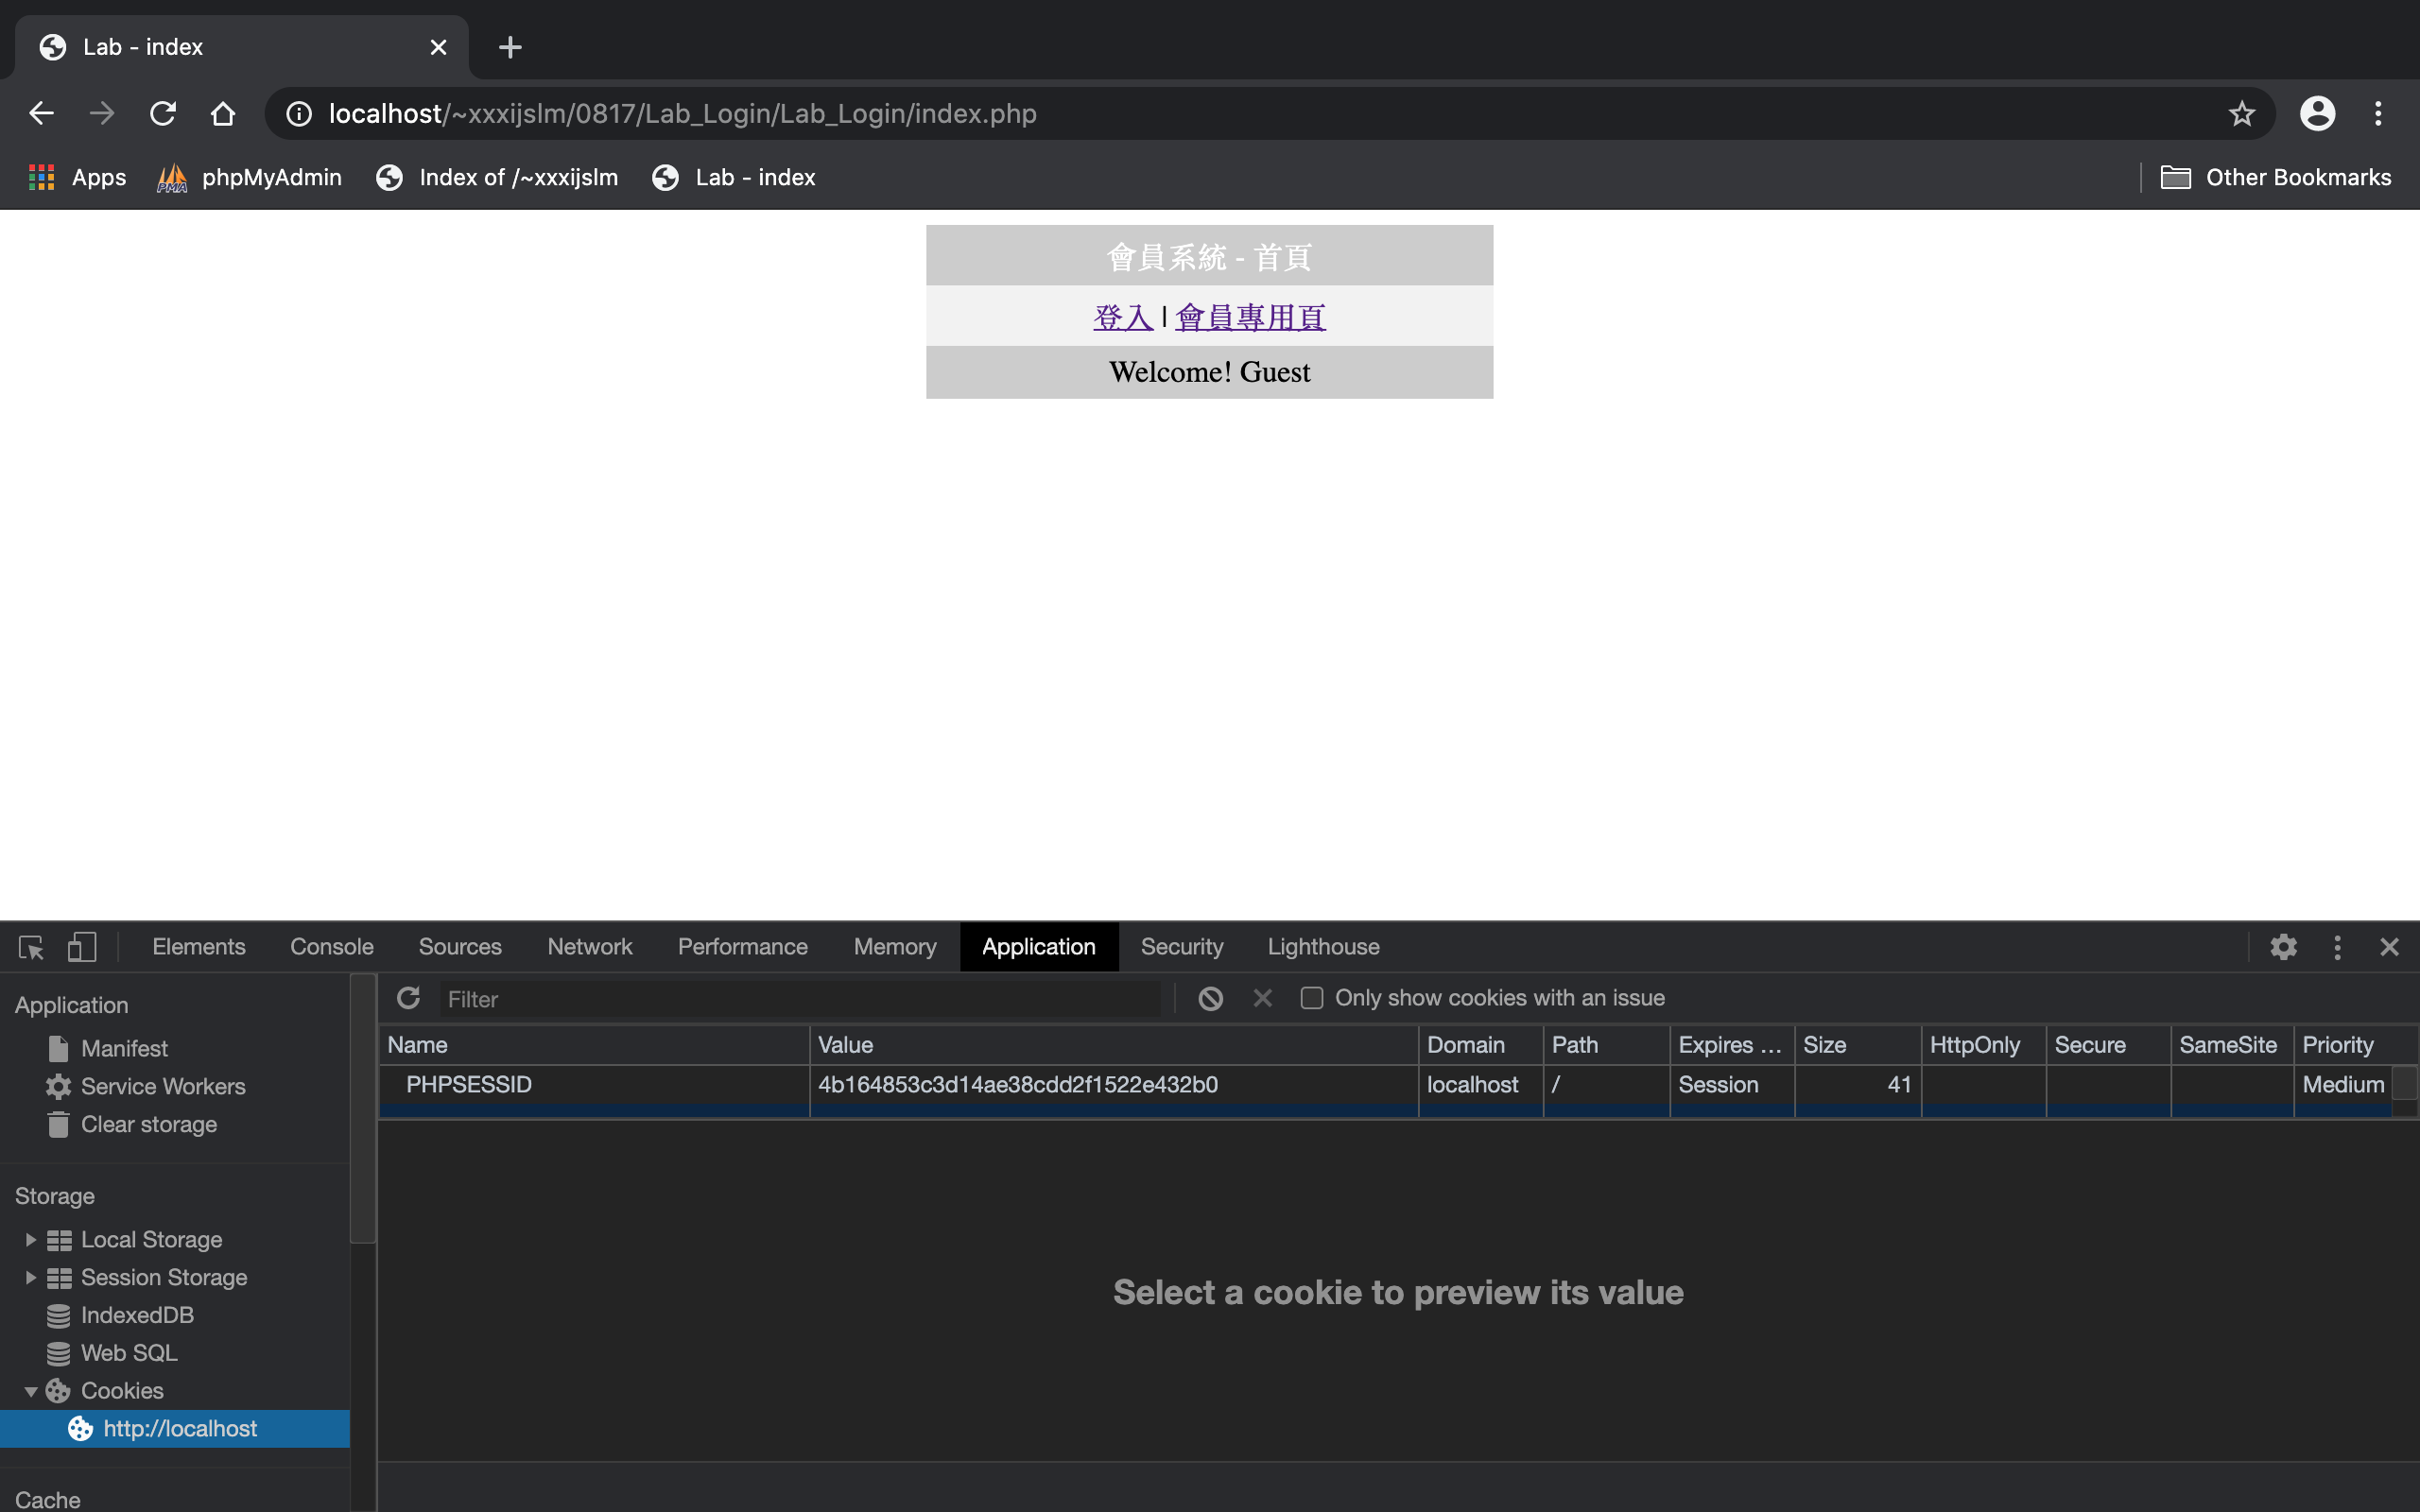 Lab - index
localhost/~xxxijslm/0817/Lab_Login/Lab_Login/index.php
Apps phpMyAdmin Index of /~xxxijslm Lab - index Other Bookmarks
會員系統 - 首頁
登入 | 會員專用頁
Welcome! Guest
Elements Console Sources Network Performance Memory Application Security Lighthouse
Application
Manifest
Service Workers
Clear storage
Storage
Local Storage
Session Storage
IndexedDB
Web SQL
Cookies
http://localhost
Cache
Filter Only show cookies with an issue
Name Value Domain Path Expires ... Size HttpOnly Secure SameSite Priority
PHPSESSID 4b164853c3d14ae38cdd2f1522e432b0 localhost / Session 41 Medium
Select a cookie to preview its value